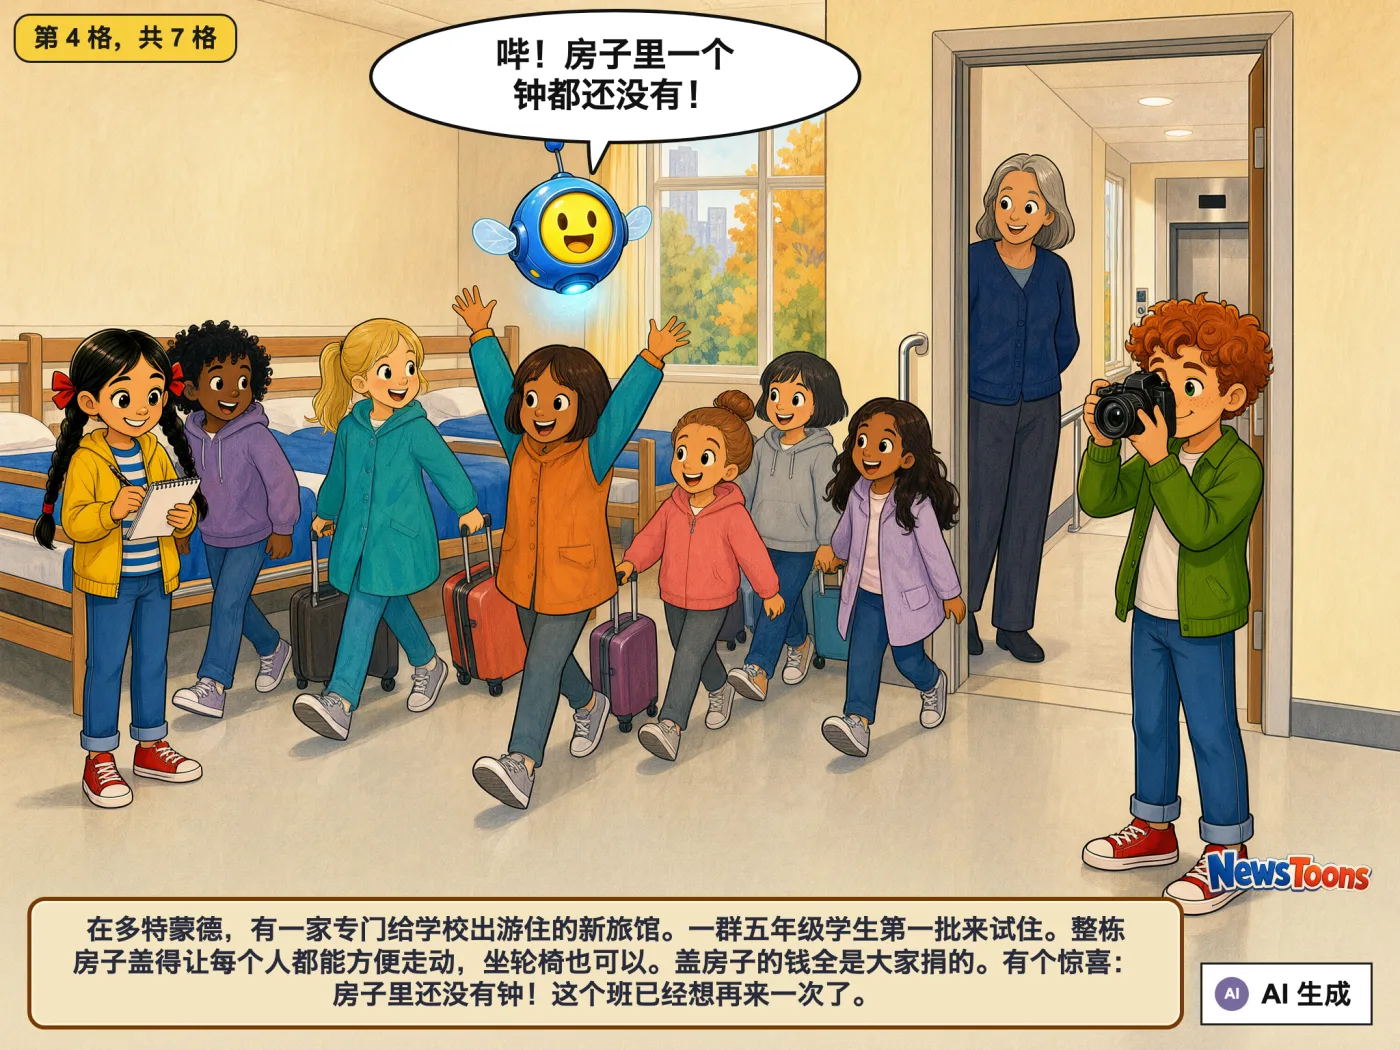 第 4 格，共 7 格
哔！房子里一个
钟都还没有！
NewsToons
在多特蒙德，有一家专门给学校出游住的新旅馆。一群五年级学生第一批来试住。整栋
房子盖得让每个人都能方便走动，坐轮椅也可以。盖房子的钱全是大家捐的。有个惊喜：
房子里还没有钟！这个班已经想再来一次了。
AI AI 生成